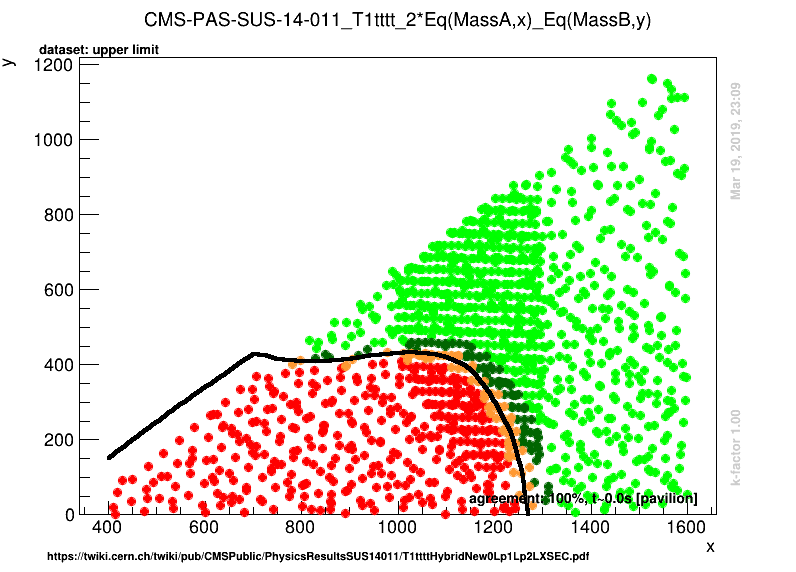 CMS-PAS-SUS-14-011_T1tttt_2*Eq(MassA,x)_Eq(MassB,y)
dataset: upper limit
y
1200
1000
800
600
400
200
0
400
600
800
1000
1200
1400
1600
x
Mar 19, 2019, 23:09
k-factor 1.00
agreement: 100%, t~0.0s [pavilion]
https://twiki.cern.ch/twiki/pub/CMSPublic/PhysicsResultsSUS14011/T1ttttHybridNew0Lp1Lp2LXSEC.pdf